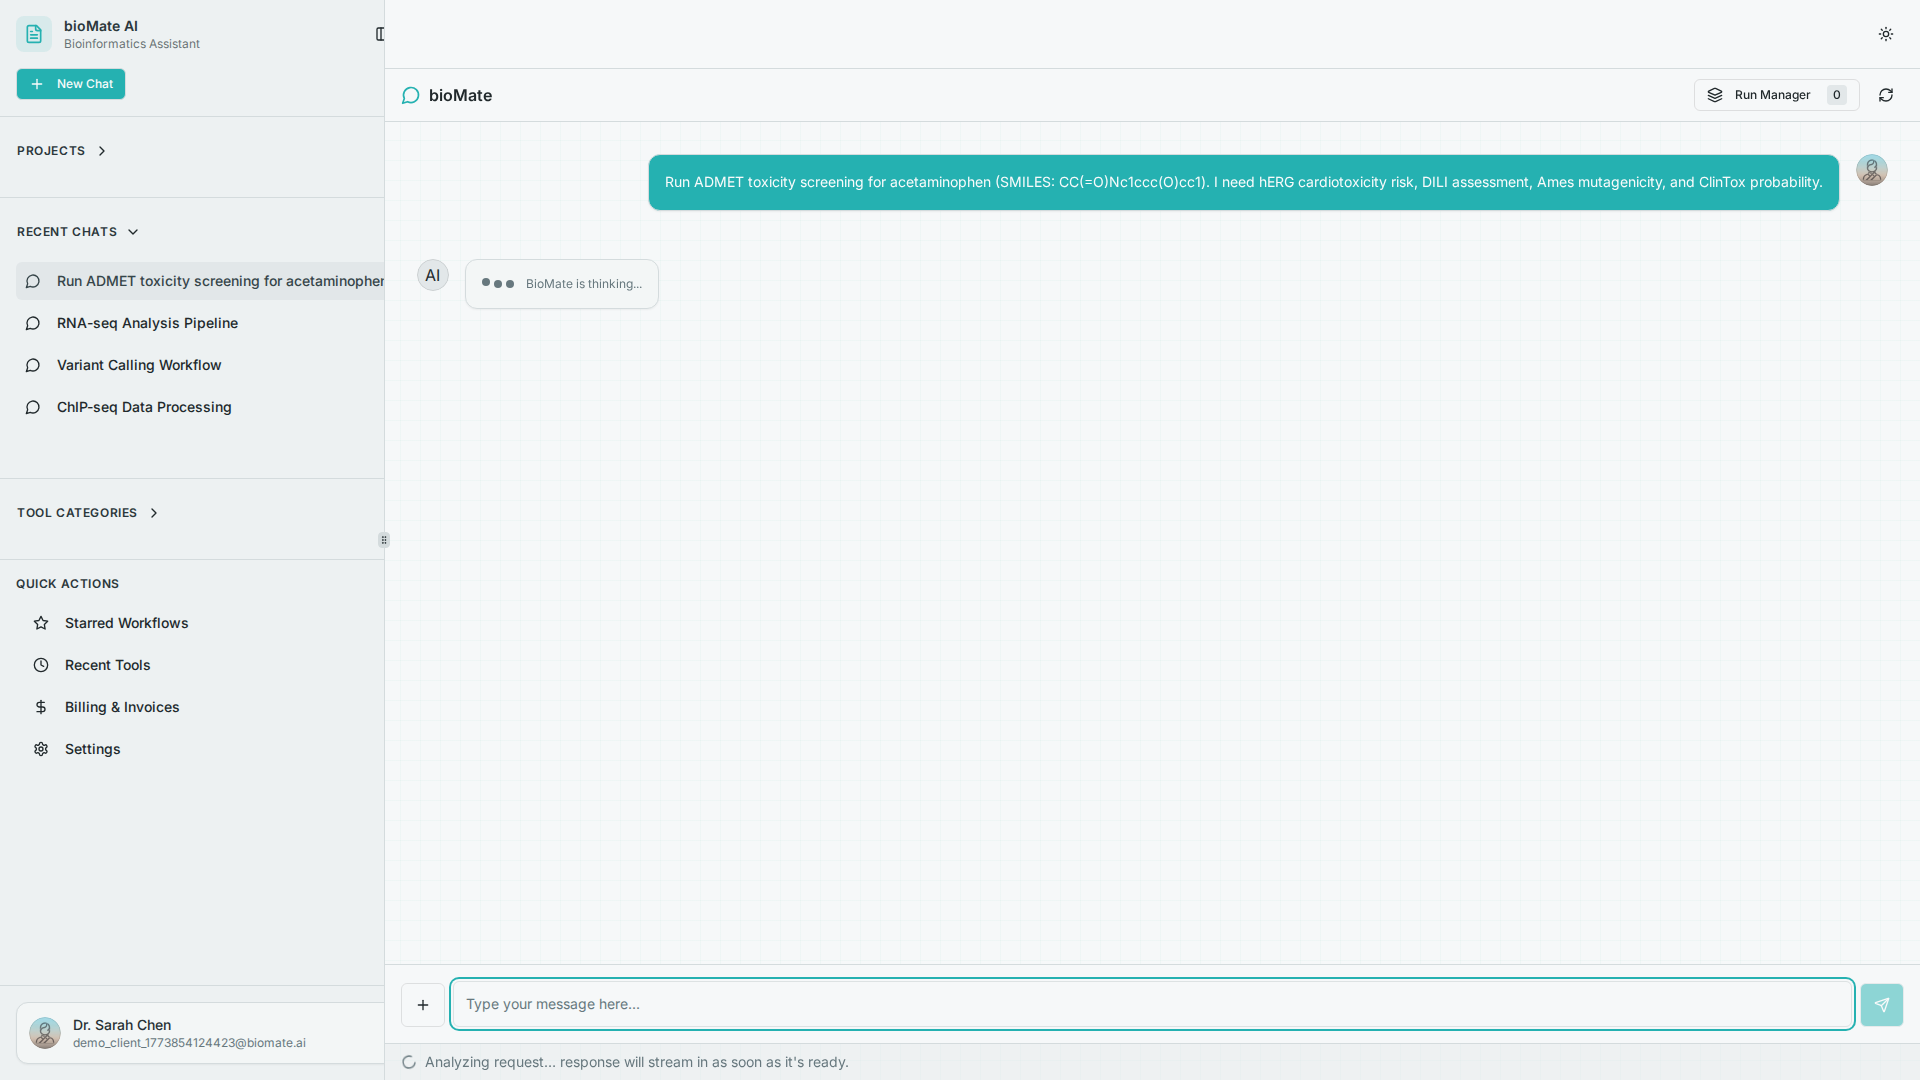 bioMate AI
Bioinformatics Assistant
New Chat
PROJECTS
RECENT CHATS
Run ADMET toxicity screening for acetaminophen
RNA-seq Analysis Pipeline
Variant Calling Workflow
ChIP-seq Data Processing
TOOL CATEGORIES
QUICK ACTIONS
Starred Workflows
Recent Tools
Billing & Invoices
Settings
Dr. Sarah Chen
demo_client_1773854124423@biomate.ai
bioMate
Run Manager 0
Run ADMET toxicity screening for acetaminophen (SMILES: CC(=O)Nc1ccc(O)cc1). I need hERG cardiotoxicity risk, DILI assessment, Ames mutagenicity, and ClinTox probability.
AI
BioMate is thinking...
Type your message here...
Analyzing request... response will stream in as soon as it's ready.